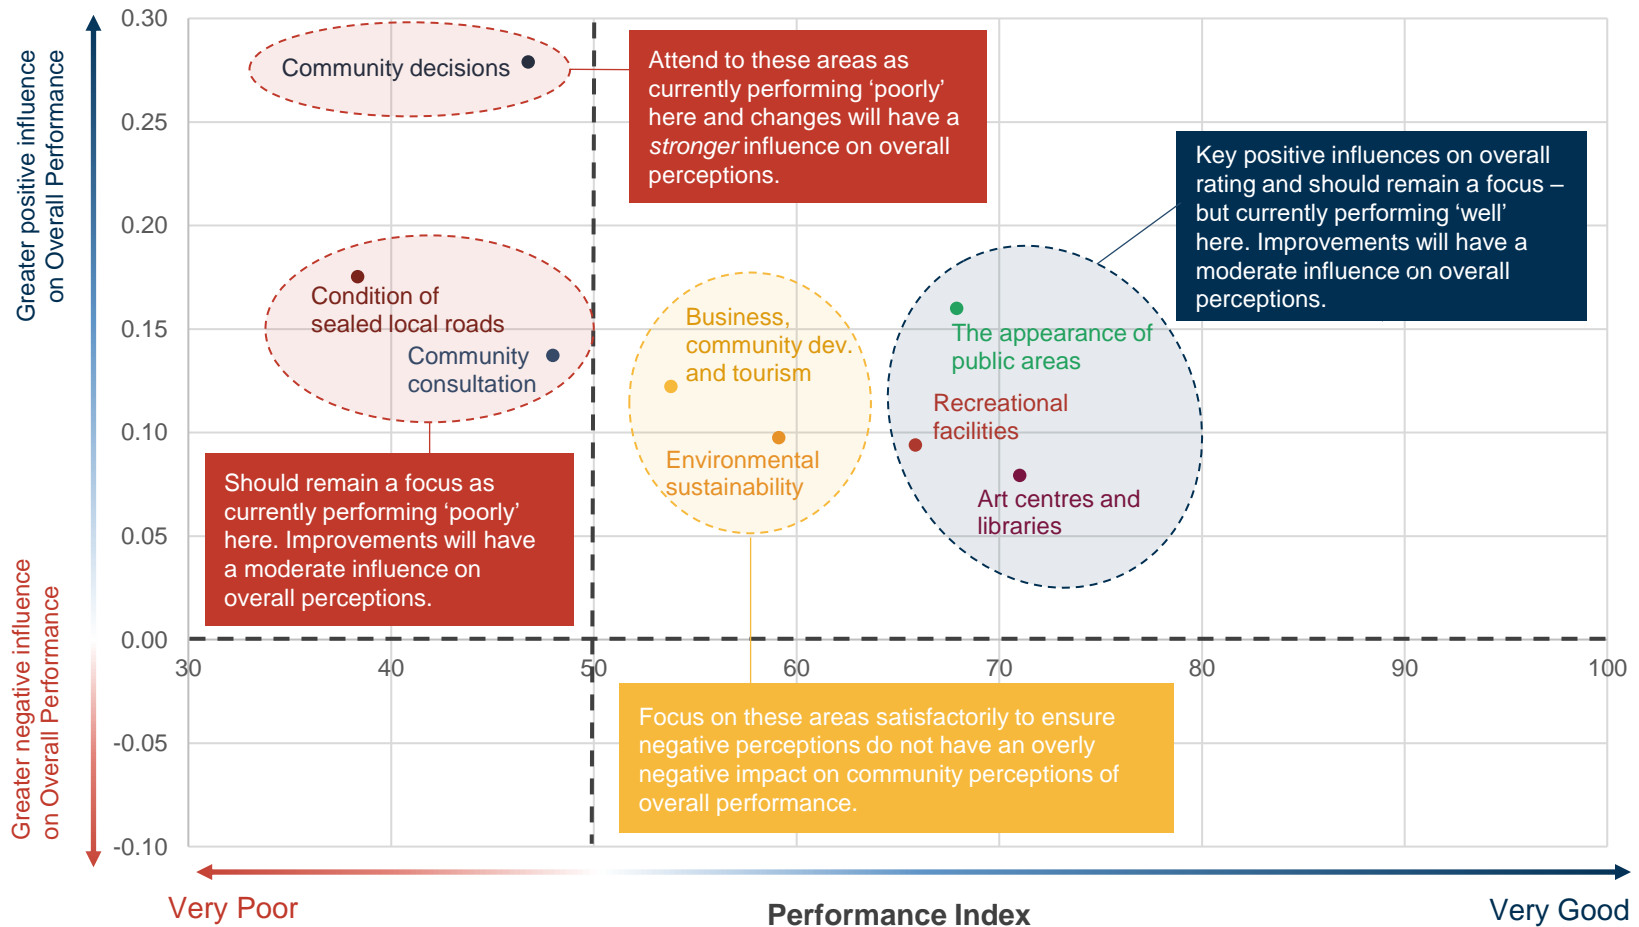 Greater positive influence
on Overall Performance
Greater negative influence
on Overall Performance
0.30
0.25
0.20
0.15
0.10
0.05
0.00
-0.05
-0.10
30
40
50
60
70
80
90
100
Community decisions
Attend to these areas as
currently performing ‘poorly’
here and changes will have a
stronger influence on overall
perceptions.
Key positive influences on overall
rating and should remain a focus –
but currently performing ‘well’
here. Improvements will have a
moderate influence on overall
perceptions.
Condition of
sealed local roads
Community
consultation
Business,
community dev.
and tourism
Environmental
sustainability
The appearance of
public areas
Recreational
facilities
Art centres and
libraries
Should remain a focus as
currently performing ‘poorly’
here. Improvements will have
a moderate influence on
overall perceptions.
Focus on these areas satisfactorily to ensure
negative perceptions do not have an overly
negative impact on community perceptions of
overall performance.
Very Poor
Performance Index
Very Good